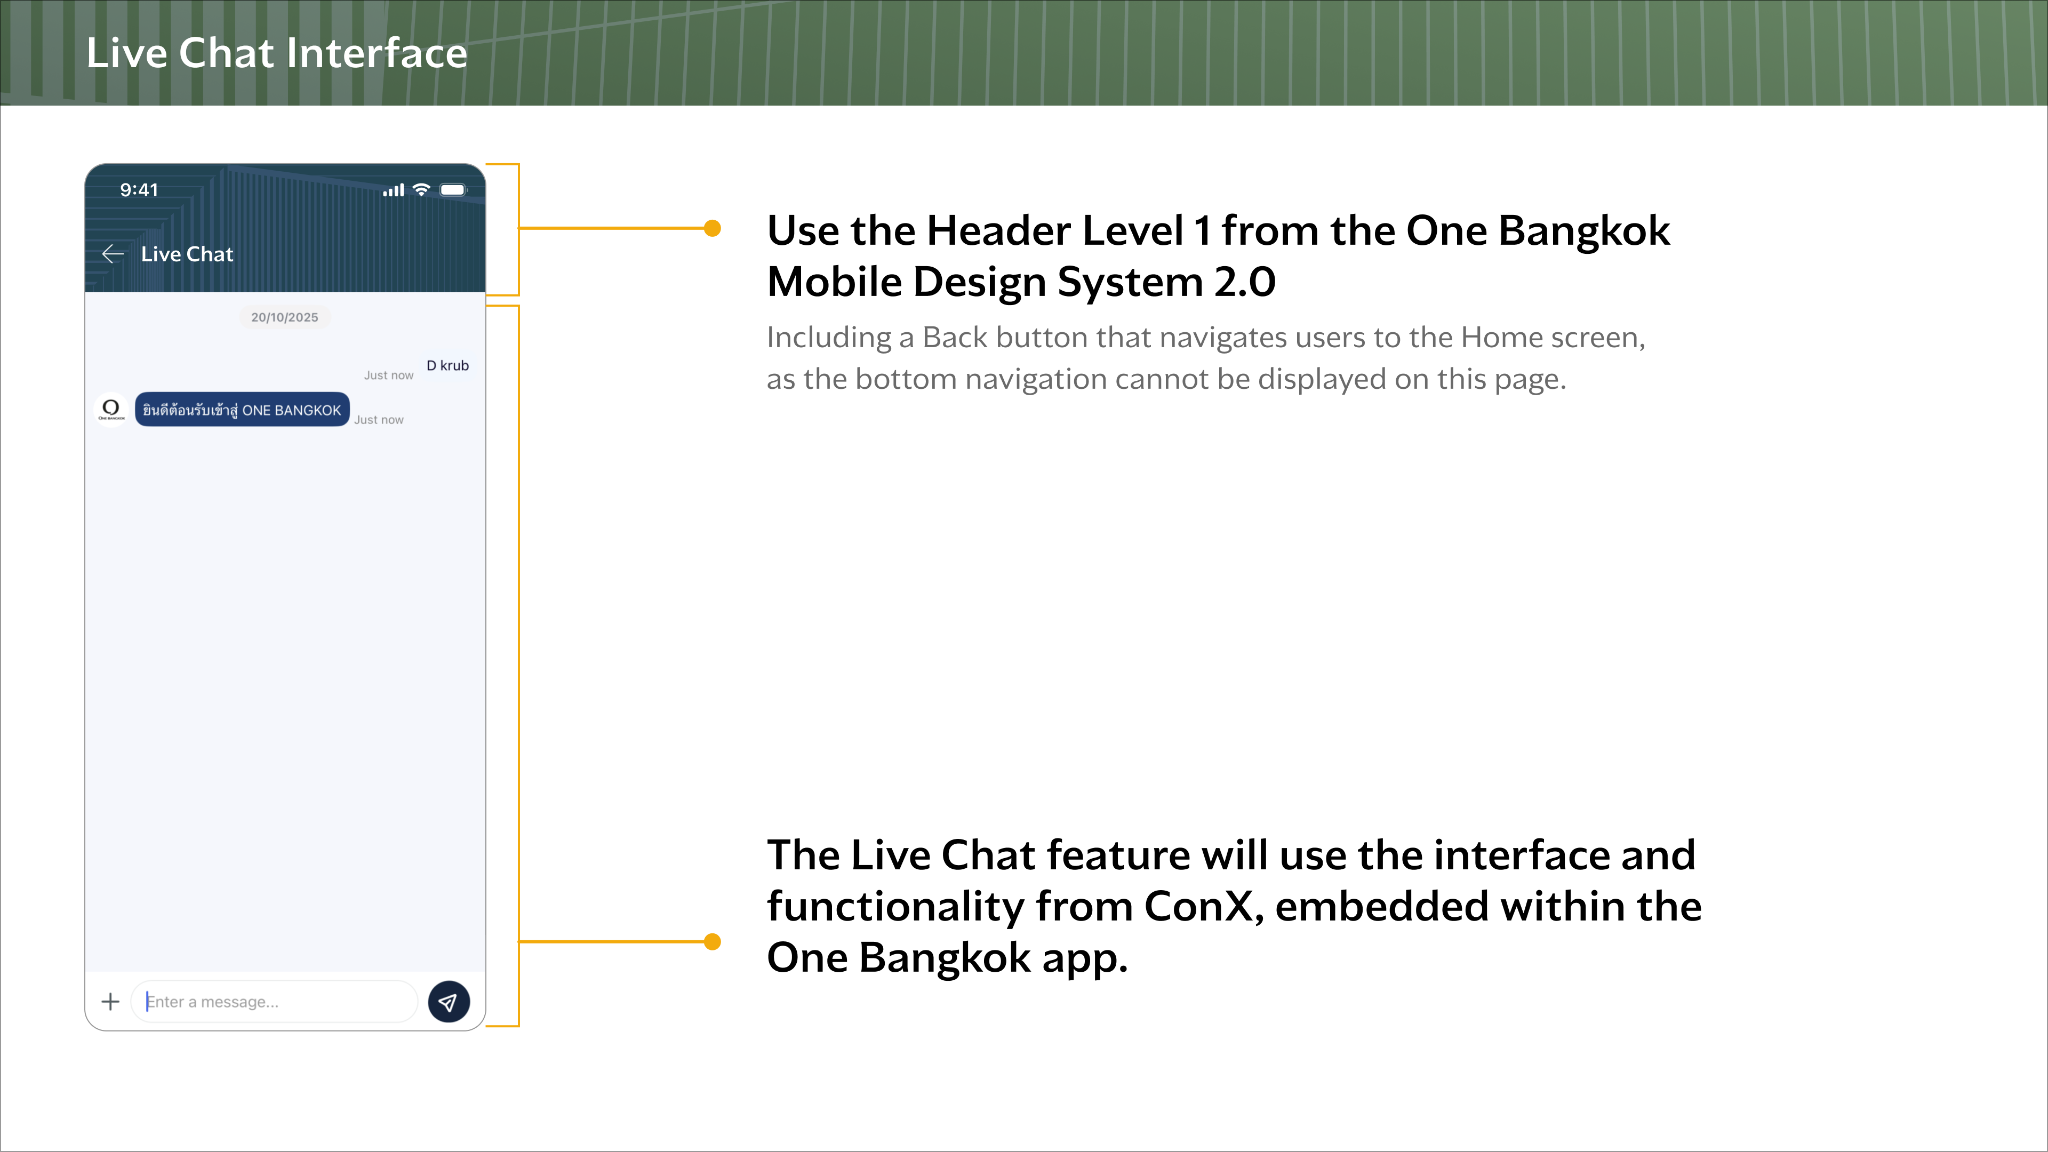 Live Chat Interface
9:41
Live Chat
20/10/2025
D krub
Just now
ยินดีต้อนรับเข้าสู่ ONE BANGKOK
Just now
Enter a message...
Use the Header Level 1 from the One Bangkok
Mobile Design System 2.0
Including a Back button that navigates users to the Home screen,
as the bottom navigation cannot be displayed on this page.
The Live Chat feature will use the interface and
functionality from ConX, embedded within the
One Bangkok app.